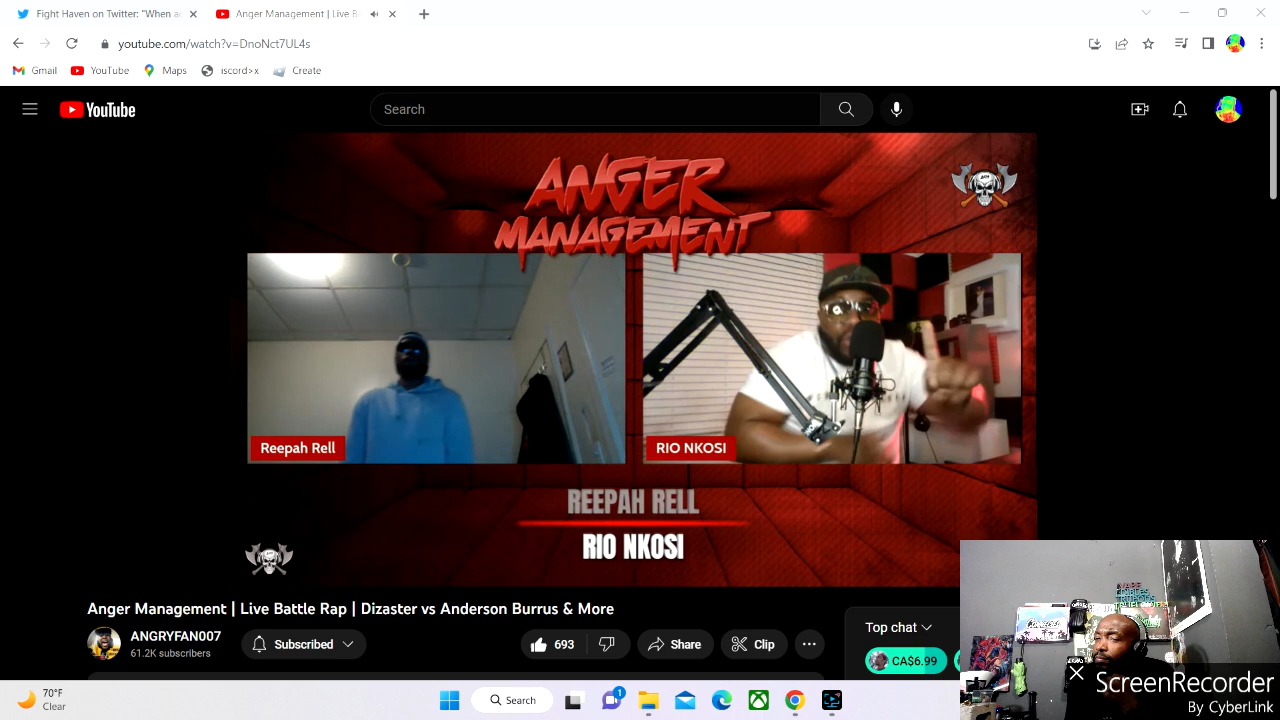 Fight Haven on Twitter: "When a
Anger Management | Live B
youtube.com/watch?v=DnoNct7UL4s
Gmail
YouTube
Maps
iscord>x
Create
YouTube
Search
ANGER
MANAGEMENT
Reepah Rell
RIO NKOSI
REEPAH RELL
RIO NKOSI
Anger Management | Live Battle Rap | Dizaster vs Anderson Burrus & More
ANGRYFAN007
61.2K subscribers
Subscribed
693
Share
Clip
Top chat
CA$6.99
ScreenRecorder
By CyberLink
70°F
Clear
Search
1